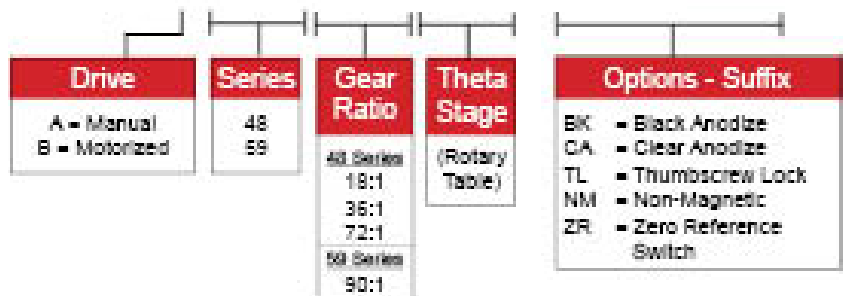 Drive
A = Manual
B = Motorized
Series
48
59
Gear
Ratio
48 Series
18:1
36:1
72:1
59 Series
90:1
Theta
Stage
(Rotary
Table)
Options - Suffix
BK = Black Anodize
CA = Clear Anodize
TL = Thumbscrew Lock
NM = Non-Magnetic
ZR = Zero Reference
Switch